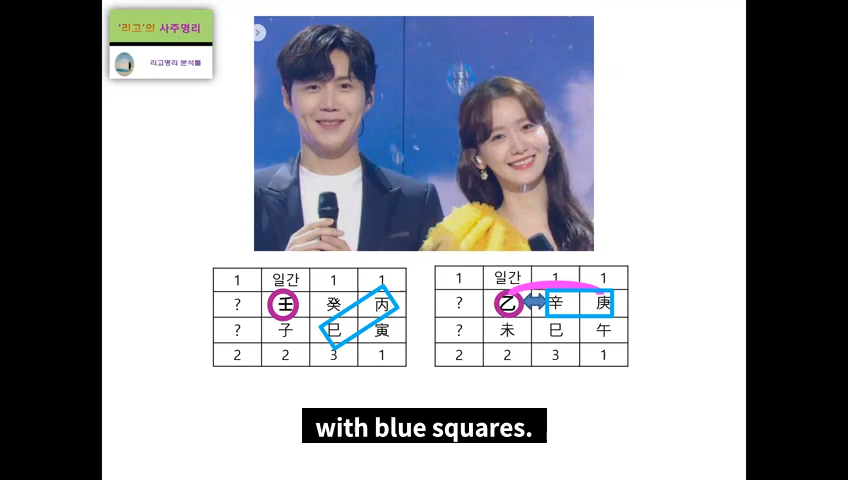 '리고'의 사주명리
리고명리 분석틀
1 일간 1 1
? 壬 癸 丙
? 子 巳 寅
2 2 3 1
1 일간 1 1
? 乙 辛 庚
? 未 巳 午
2 2 3 1
with blue squares.